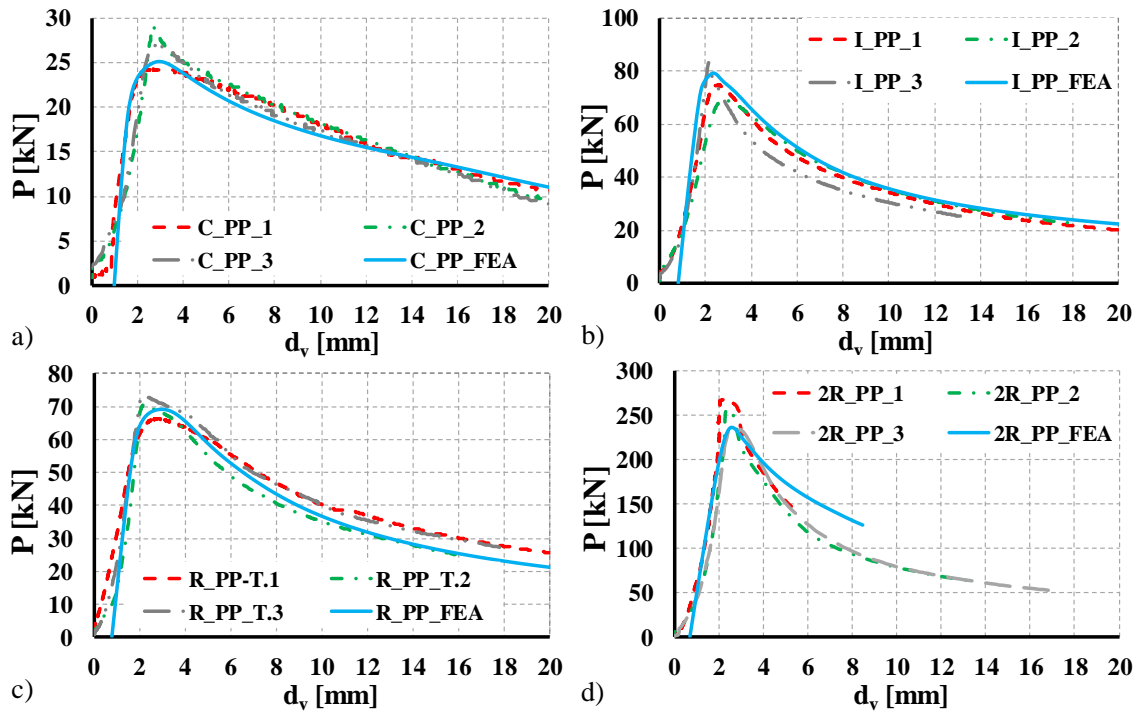 30
25
20
15
10
5
0
P [kN]
C_PP_1 C_PP_2
C_PP_3 C_PP_FEA
0 2 4 6 8 10 12 14 16 18 20
a) dv [mm]
100
80
60
40
20
0
P [kN]
I_PP_1 I_PP_2
I_PP_3 I_PP_FEA
0 2 4 6 8 10 12 14 16 18 20
b) dv [mm]
80
70
60
50
40
30
20
10
0
P [kN]
R_PP-T.1 R_PP_T.2
R_PP_T.3 R_PP_FEA
0 2 4 6 8 10 12 14 16 18 20
c) dv [mm]
300
250
200
150
100
50
0
P [kN]
2R_PP_1 2R_PP_2
2R_PP_3 2R_PP_FEA
0 2 4 6 8 10 12 14 16 18 20
d) dv [mm]